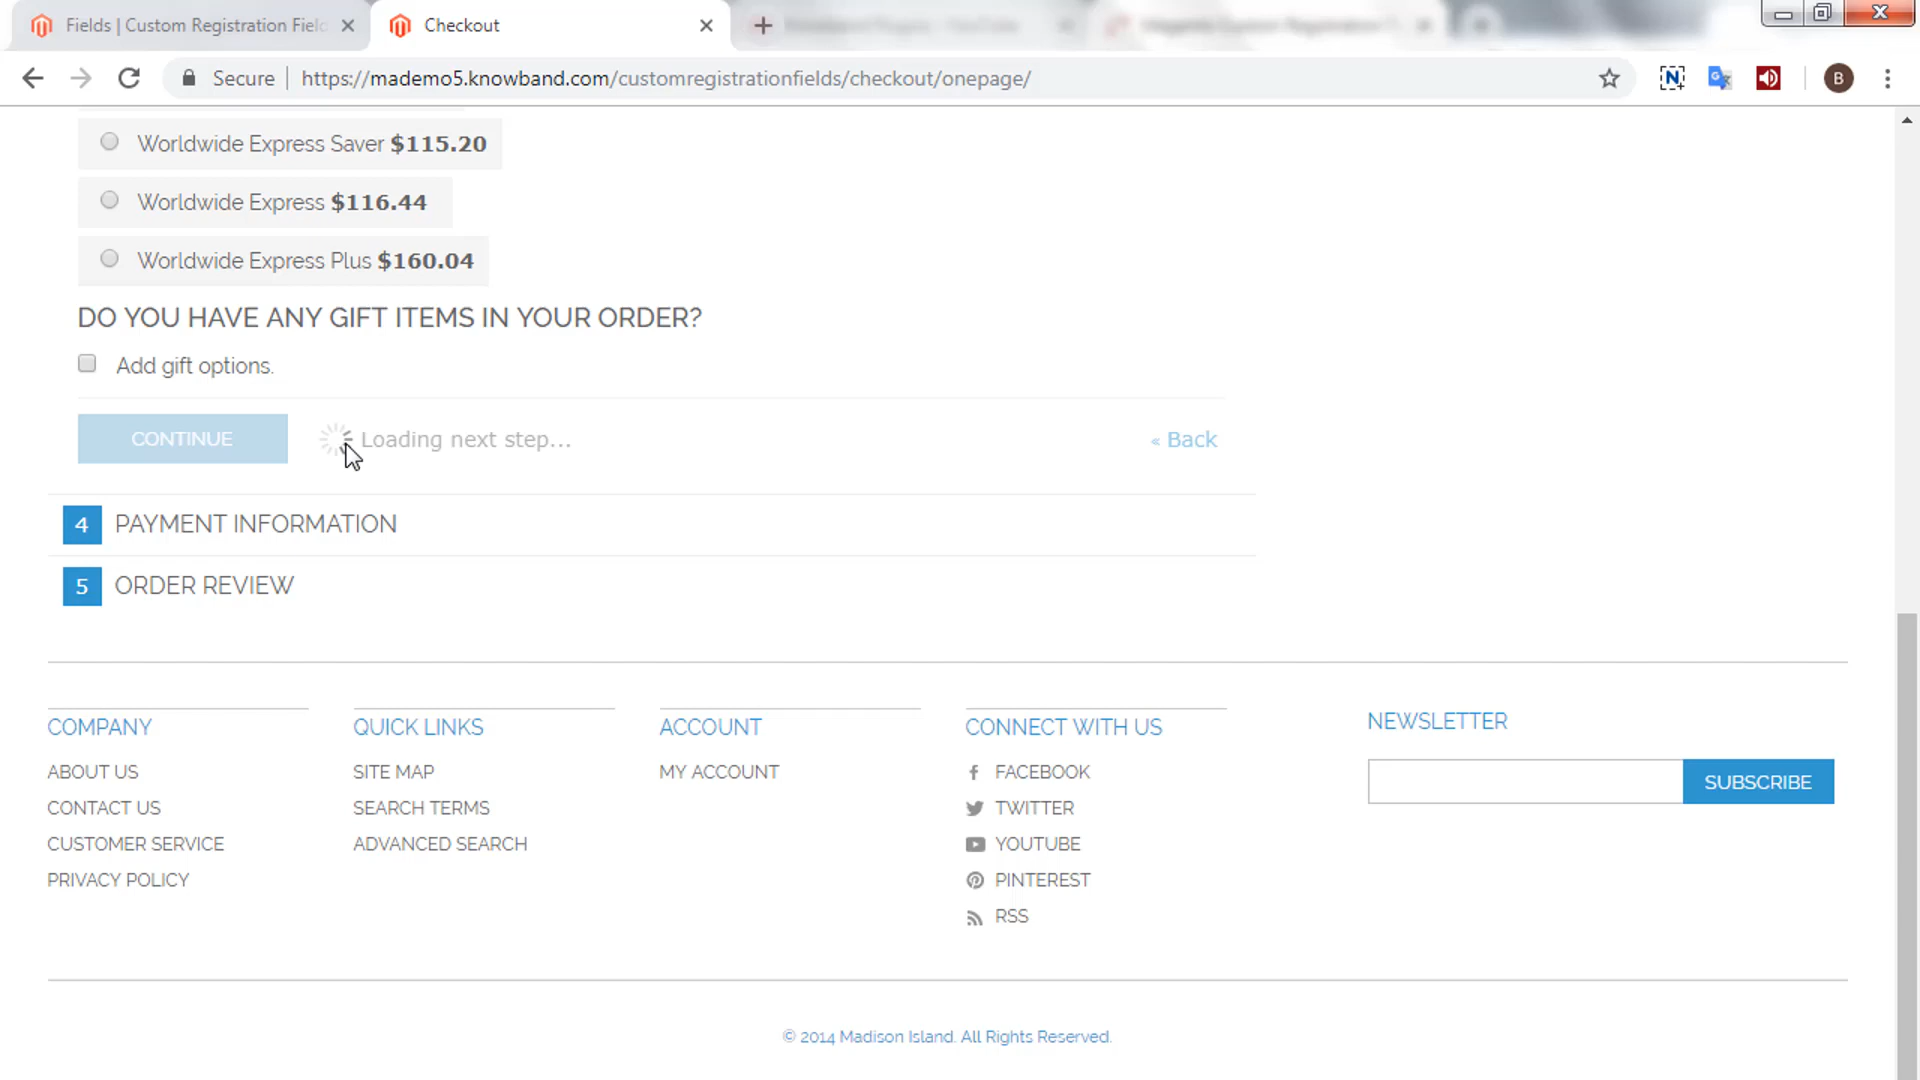 Fields | Custom Registration Field
Checkout
Secure
https://mademo5.knowband.com/customregistrationfields/checkout/onepage/
B
Worldwide Express Saver $115.20
Worldwide Express $116.44
Worldwide Express Plus $160.04
DO YOU HAVE ANY GIFT ITEMS IN YOUR ORDER?
Add gift options.
CONTINUE
Loading next step...
« Back
4 PAYMENT INFORMATION
5 ORDER REVIEW
COMPANY
ABOUT US
CONTACT US
CUSTOMER SERVICE
PRIVACY POLICY
QUICK LINKS
SITE MAP
SEARCH TERMS
ADVANCED SEARCH
ACCOUNT
MY ACCOUNT
CONNECT WITH US
FACEBOOK
TWITTER
YOUTUBE
PINTEREST
RSS
NEWSLETTER
SUBSCRIBE
© 2014 Madison Island. All Rights Reserved.